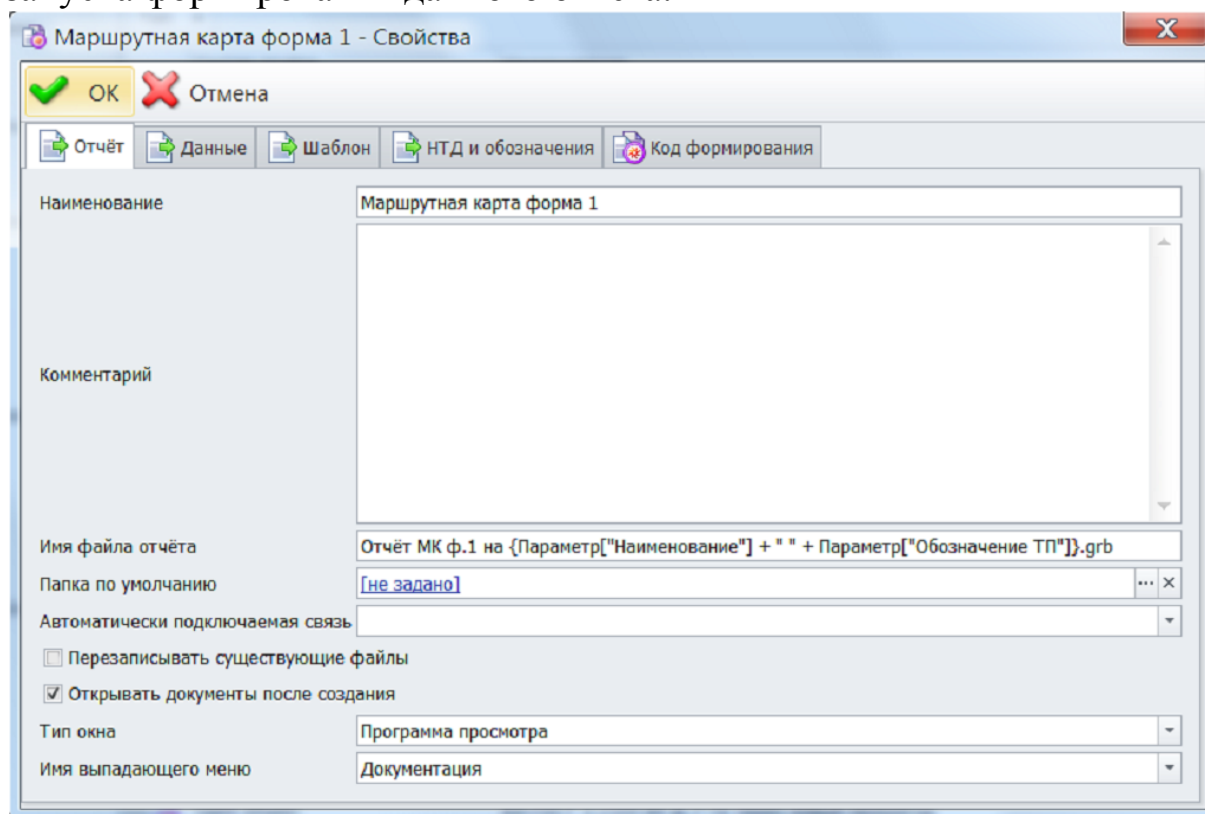 Маршрутная карта форма 1 - Свойства
ОК Отмена
Отчёт Данные Шаблон НТД и обозначения Код формирования
Наименование Маршрутная карта форма 1
Комментарий
Имя файла отчёта Отчёт МК ф.1 на {Параметр["Наименование"] + " " + Параметр["Обозначение ТП"]}.grb
Папка по умолчанию [не задано]
Автоматически подключаемая связь
Перезаписывать существующие файлы
Открывать документы после создания
Тип окна Программа просмотра
Имя выпадающего меню Документация